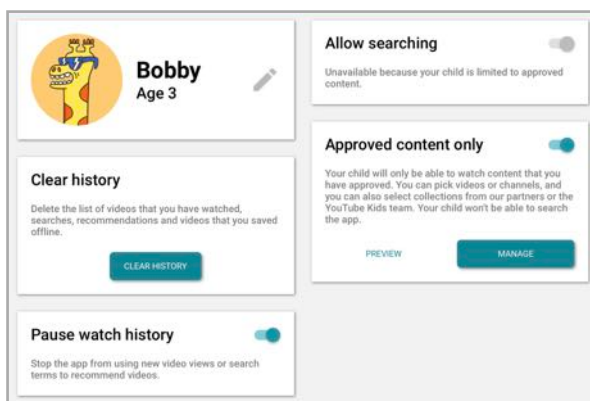 Bobby
Age 3
Clear history
Delete the list of videos that you have watched,
searches, recommendations and videos that you saved
offline.
CLEAR HISTORY
Pause watch history
Stop the app from using new video views or search
terms to recommend videos.
Allow searching
Unavailable because your child is limited to approved
content.
Approved content only
Your child will only be able to watch content that you
have approved. You can pick videos or channels, and
you can also select collections from our partners or the
YouTube Kids team. Your child won't be able to search
the app.
PREVIEW
MANAGE